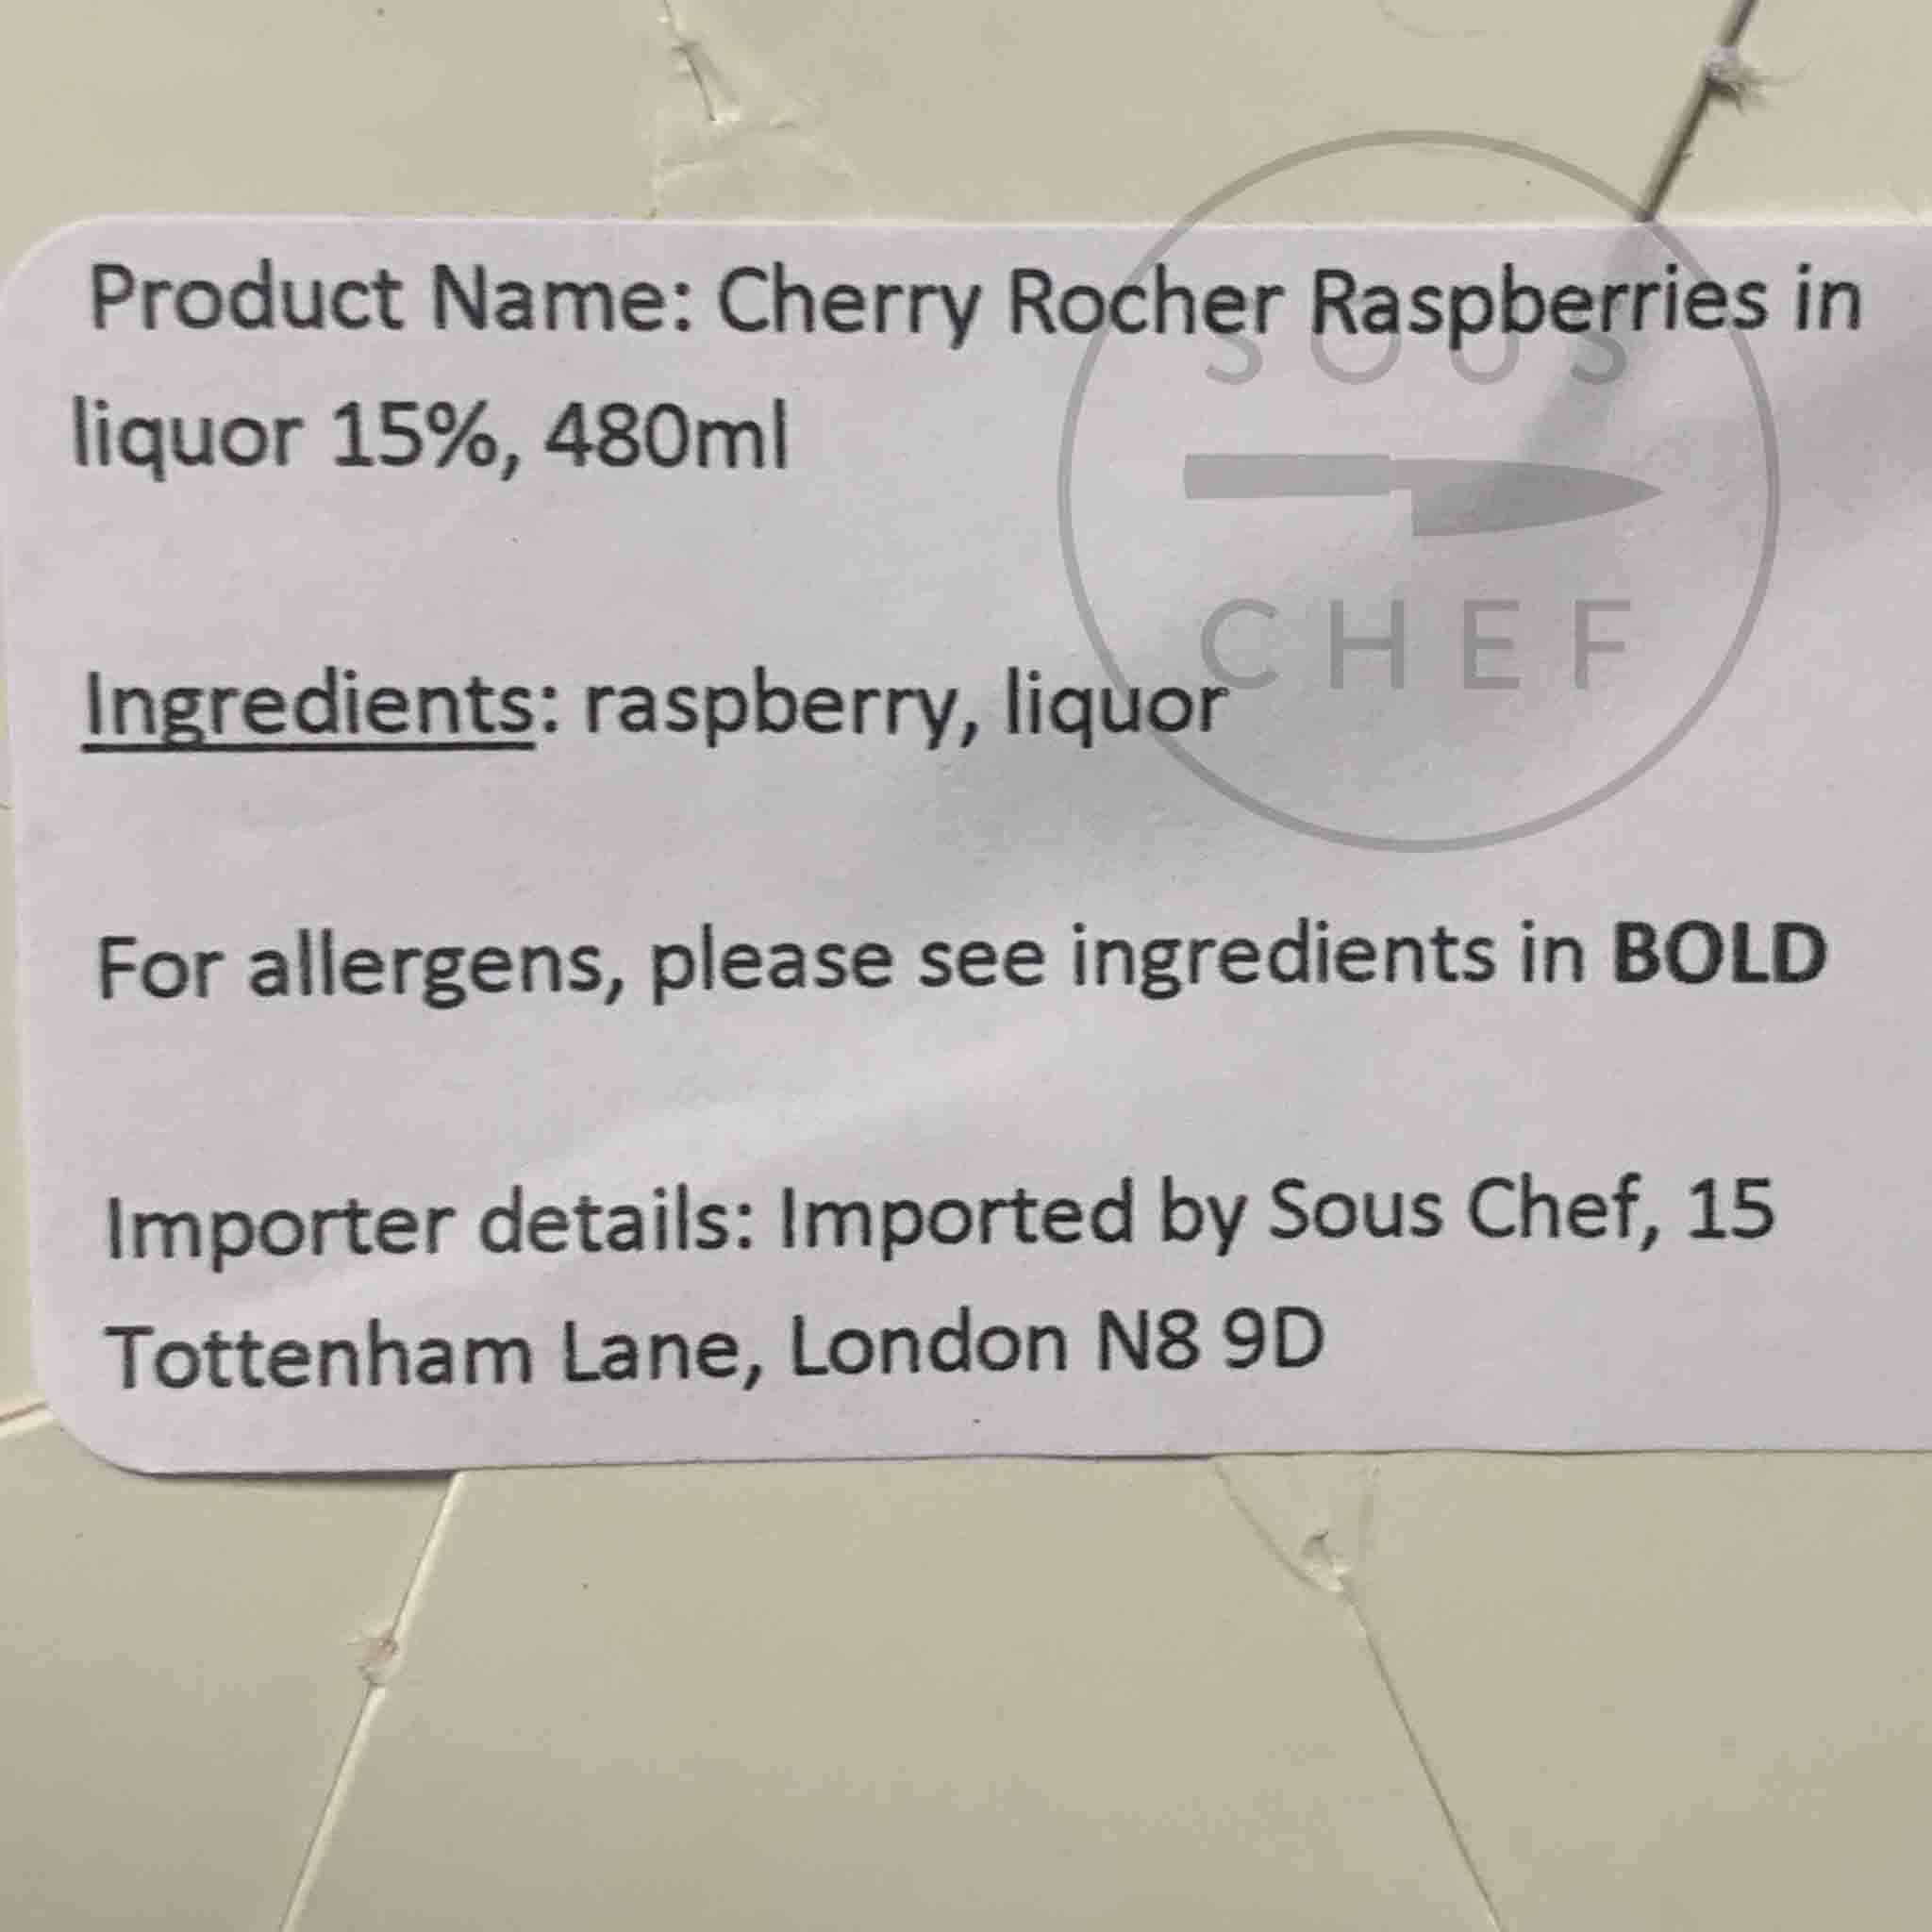 Product Name: Cherry Rocher Raspberries in
liquor 15%, 480ml
SOUS
CHEF
Ingredients: raspberry, liquor
For allergens, please see ingredients in BOLD
Importer details: Imported by Sous Chef, 15
Tottenham Lane, London N8 9D